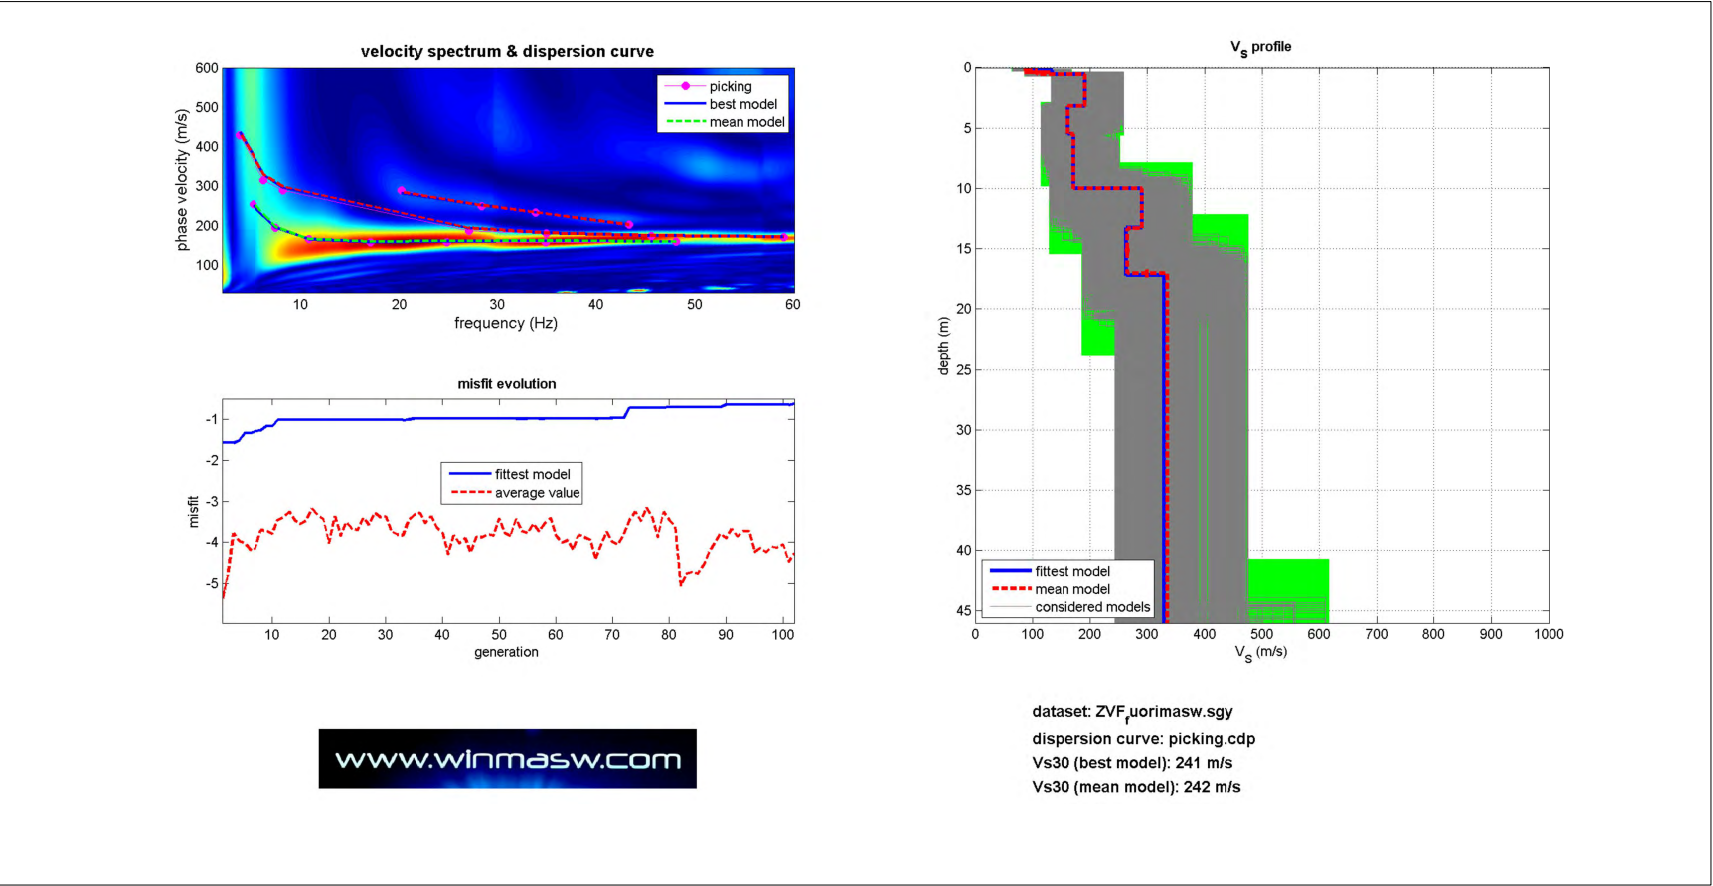 velocity spectrum & dispersion curve
600
500
400
300
200
100
phase velocity (m/s)
picking
best model
mean model
10
20
30
40
50
60
frequency (Hz)
misfit evolution
-1
-2
-3
-4
-5
misfit
fittest model
average value
10
20
30
40
50
60
70
80
90
100
generation
www.winmasw.com
VS profile
0
5
10
15
20
25
30
35
40
45
depth (m)
fittest model
mean model
considered models
0
100
200
300
400
500
600
700
800
900
1000
VS (m/s)
dataset: ZVFfuorimasw.sgy
dispersion curve: picking.cdp
Vs30 (best model): 241 m/s
Vs30 (mean model): 242 m/s